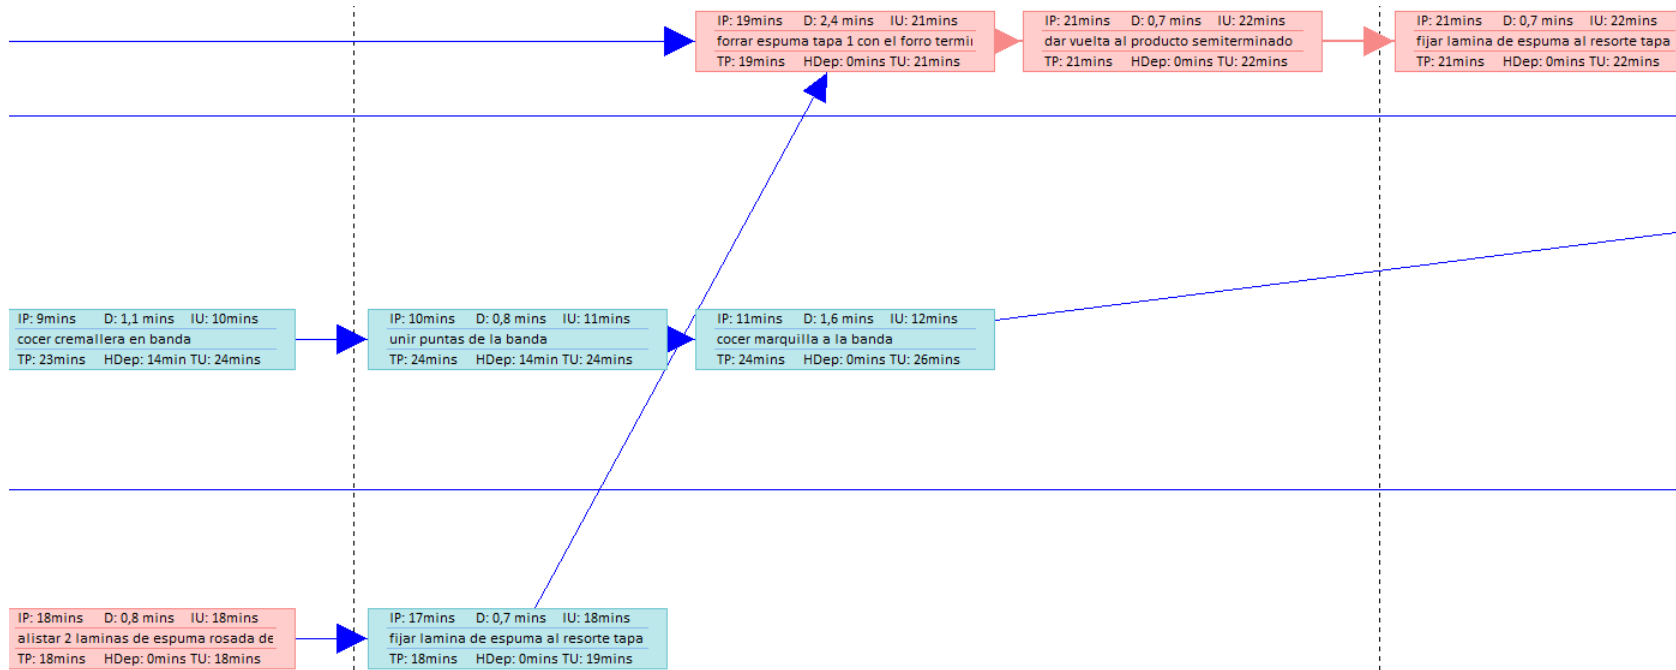 IP: 19mins D: 2,4 mins IU: 21mins
forrar espuma tapa 1 con el forro termi
TP: 19mins HDep: 0mins TU: 21mins
IP: 21mins D: 0,7 mins IU: 22mins
dar vuelta al producto semiterminado
TP: 21mins HDep: 0mins TU: 22mins
IP: 21mins D: 0,7 mins IU: 22mins
fijar lamina de espuma al resorte tapa
TP: 21mins HDep: 0mins TU: 22mins
IP: 9mins D: 1,1 mins IU: 10mins
cocer cremallera en banda
TP: 23mins HDep: 14min TU: 24mins
IP: 10mins D: 0,8 mins IU: 11mins
unir puntas de la banda
TP: 24mins HDep: 14min TU: 24mins
IP: 11mins D: 1,6 mins IU: 12mins
cocer marquilla a la banda
TP: 24mins HDep: 0mins TU: 26mins
IP: 18mins D: 0,8 mins IU: 18mins
alistar 2 laminas de espuma rosada de
TP: 18mins HDep: 0mins TU: 18mins
IP: 17mins D: 0,7 mins IU: 18mins
fijar lamina de espuma al resorte tapa
TP: 18mins HDep: 0mins TU: 19mins